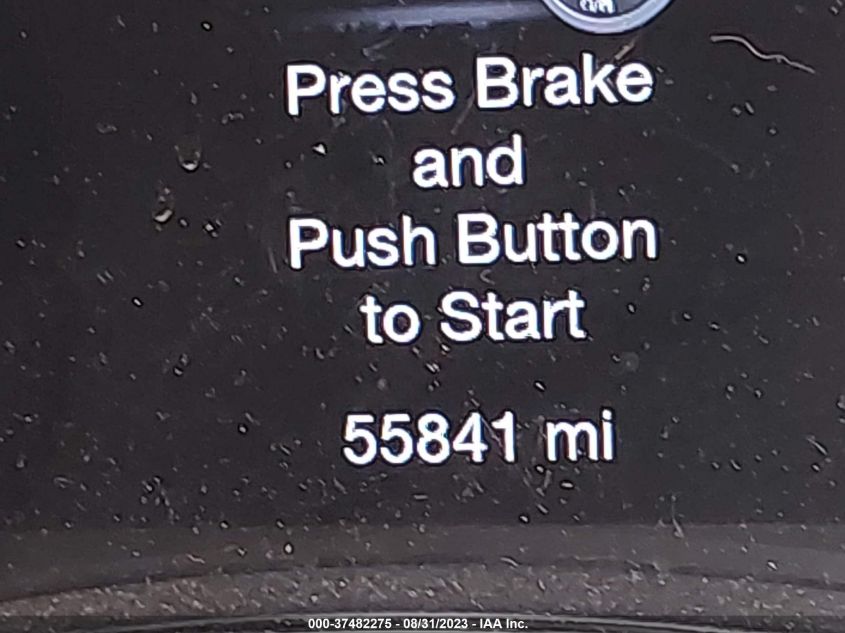 Press Brake
and
Push Button
to Start
55841 mi
000-37482275 - 08/31/2023 - IAA Inc.